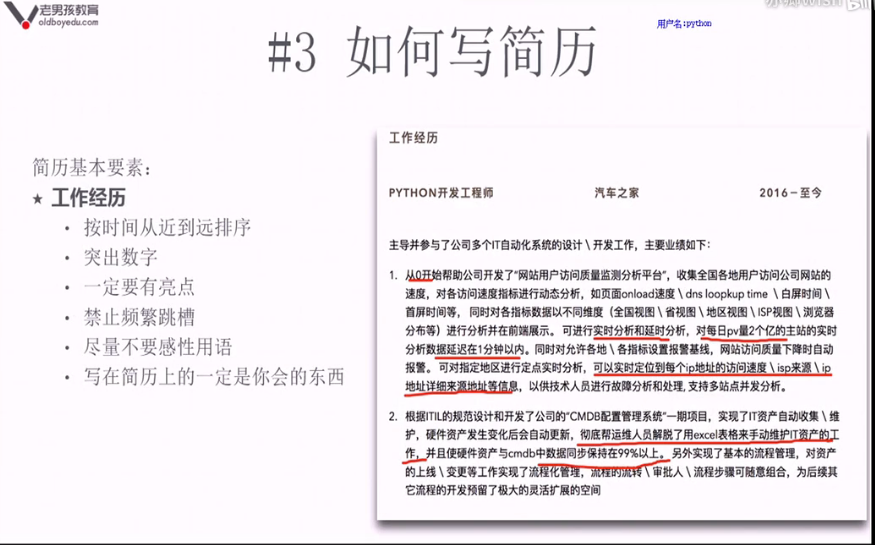 老男孩教育
oldboyedu.com
用户名:python
#3 如何写简历
简历基本要素：
★ 工作经历
• 按时间从近到远排序
• 突出数字
• 一定要有亮点
• 禁止频繁跳槽
• 尽量不要感性用语
• 写在简历上的一定是你会的东西
工作经历
PYTHON开发工程师 汽车之家 2016－至今
主导并参与了公司多个IT自动化系统的设计 \ 开发工作，主要业绩如下：
1. 从0开始帮助公司开发了“网站用户访问质量监测分析平台”，收集全国各地用户访问公司网站的
速度，对各访问速度指标进行动态分析，如页面onload速度 \ dns loopkup time \ 白屏时间 \
首屏时间等， 同时对各指标数据以不同维度（全国视图 \ 省视图 \ 地区视图 \ ISP视图 \ 浏览器
分布等）进行分析并在前端展示。 可进行实时分析和延时分析，对每日pv量2个亿的主站的实时
分析数据延迟在1分钟以内。同时对允许各地 \ 各指标设置报警基线，网站访问质量下降时自动
报警。 可对指定地区进行定点实时分析，可以实时定位到每个ip地址的访问速度 \ isp来源 \ ip
地址详细来源地址等信息，以供技术人员进行故障分析和处理, 支持多站点并发分析。
2. 根据ITIL的规范设计和开发了公司的“CMDB配置管理系统”一期项目，实现了IT资产自动收集 \ 维
护，硬件资产发生变化后会自动更新，彻底帮运维人员解脱了用excel表格来手动维护IT资产的工
作，并且使硬件资产与cmdb中数据同步保持在99%以上。 另外实现了基本的流程管理，对资产
的上线 \ 变更等工作实现了流程化管理，流程的流转 \ 审批人 \ 流程步骤可随意组合，为后续其
它流程的开发预留了极大的灵活扩展的空间